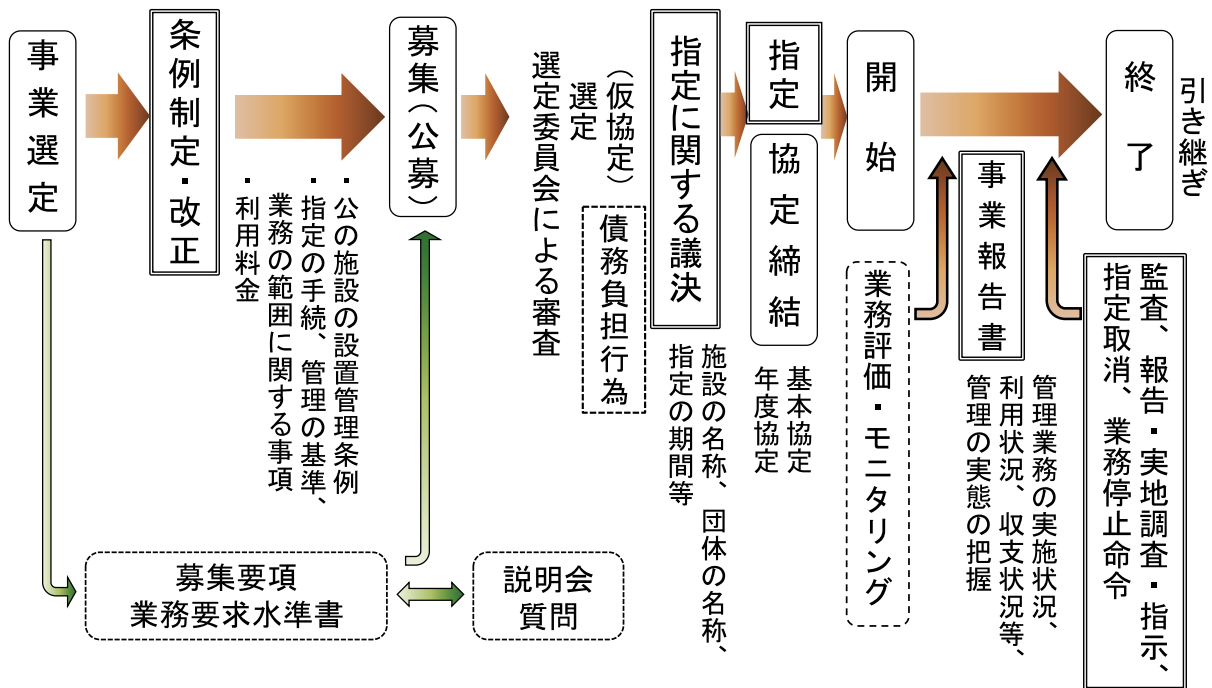 事業選定
条例制定・改正
・公の施設の設置管理条例
・指定の手続、管理の基準、
業務の範囲に関する事項
・利用料金
募集（公募）
（仮協定）
選定
選定委員会による審査
債務負担行為
指定に関する議決
施設の名称、団体の名称、
指定の期間等
指定
協定締結
基本協定
年度協定
開始
業務評価・モニタリング
事業報告書
管理業務の実施状況、
利用状況、収支状況等、
管理の実態の把握
終了
引き継ぎ
監査、報告・実地調査・指示、
指定取消、業務停止命令
募集要項
業務要求水準書
説明会
質問